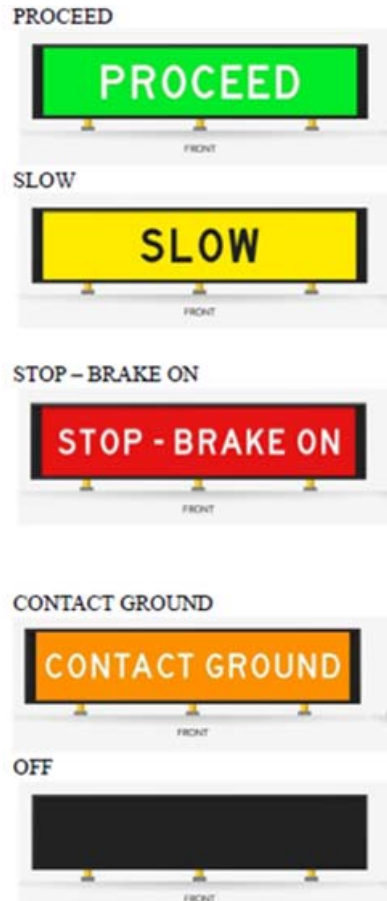 PROCEED
PROCEED
FRONT
SLOW
SLOW
FRONT
STOP – BRAKE ON
STOP - BRAKE ON
FRONT
CONTACT GROUND
CONTACT GROUND
FRONT
OFF
FRONT